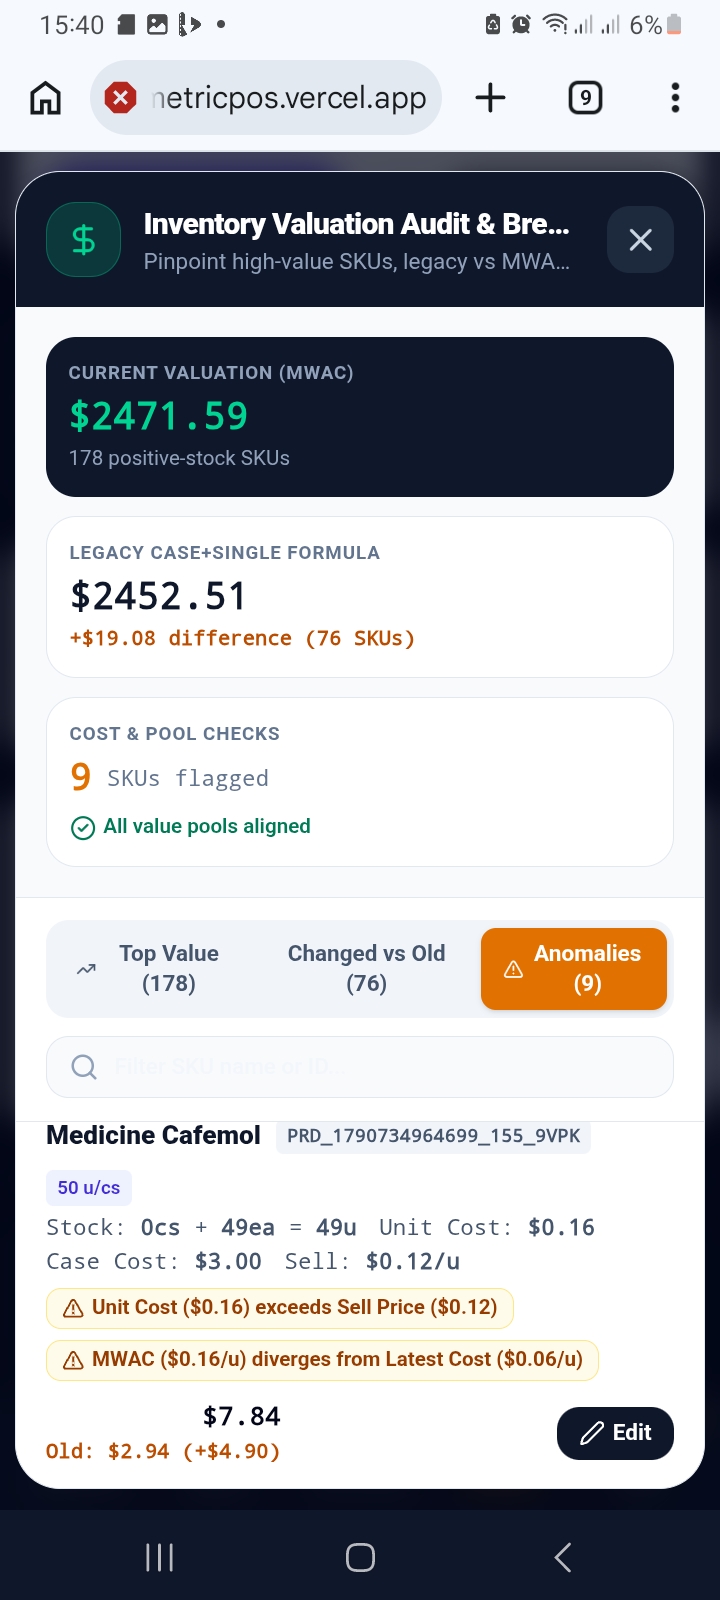 15:40
6%
netricpos.vercel.app
9
Inventory Valuation Audit & Bre...
Pinpoint high-value SKUs, legacy vs MWA...
CURRENT VALUATION (MWAC)
$2471.59
178 positive-stock SKUs
LEGACY CASE+SINGLE FORMULA
$2452.51
+$19.08 difference (76 SKUs)
COST & POOL CHECKS
9 SKUs flagged
All value pools aligned
Top Value (178)
Changed vs Old (76)
Anomalies (9)
Filter SKU name or ID...
Medicine Cafemol PRD_1790734964699_155_9VPK
50 u/cs
Stock: 0cs + 49ea = 49u Unit Cost: $0.16
Case Cost: $3.00 Sell: $0.12/u
Unit Cost ($0.16) exceeds Sell Price ($0.12)
MWAC ($0.16/u) diverges from Latest Cost ($0.06/u)
$7.84
Old: $2.94 (+$4.90)
Edit